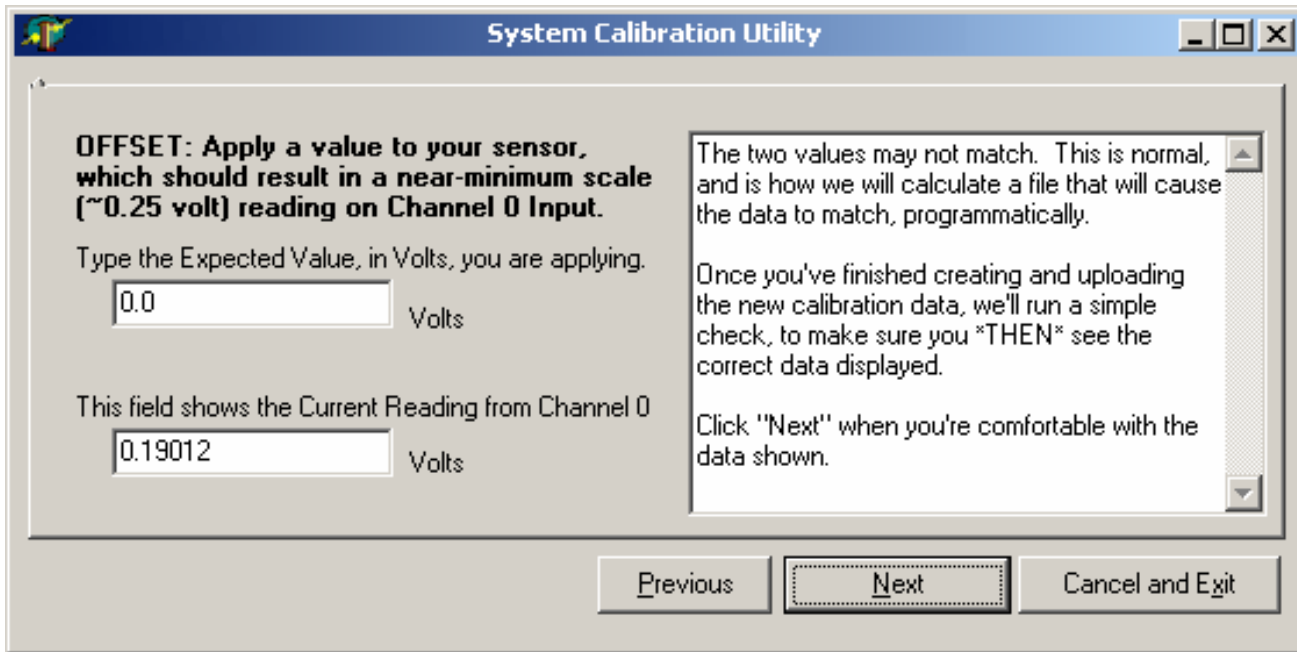 System Calibration Utility
OFFSET: Apply a value to your sensor,
which should result in a near-minimum scale
(~0.25 volt) reading on Channel 0 Input.
Type the Expected Value, in Volts, you are applying.
0.0
Volts
This field shows the Current Reading from Channel 0
0.19012
Volts
The two values may not match.  This is normal,
and is how we will calculate a file that will cause
the data to match, programmatically.
Once you've finished creating and uploading
the new calibration data, we'll run a simple
check, to make sure you *THEN* see the
correct data displayed.
Click "Next" when you're comfortable with the
data shown.
Previous
Next
Cancel and Exit